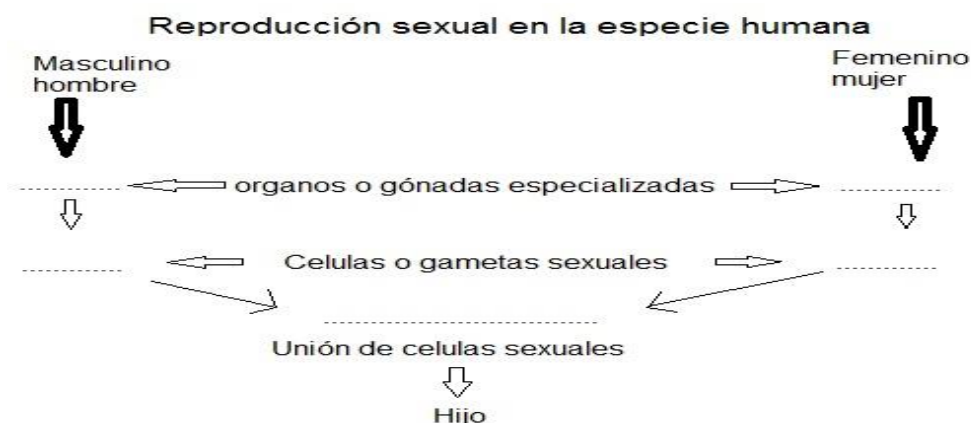 Reproducción sexual en la especie humana
Masculino
hombre
Femenino
mujer
organos o gónadas especializadas
Celulas o gametas sexuales
Unión de celulas sexuales
Hijo